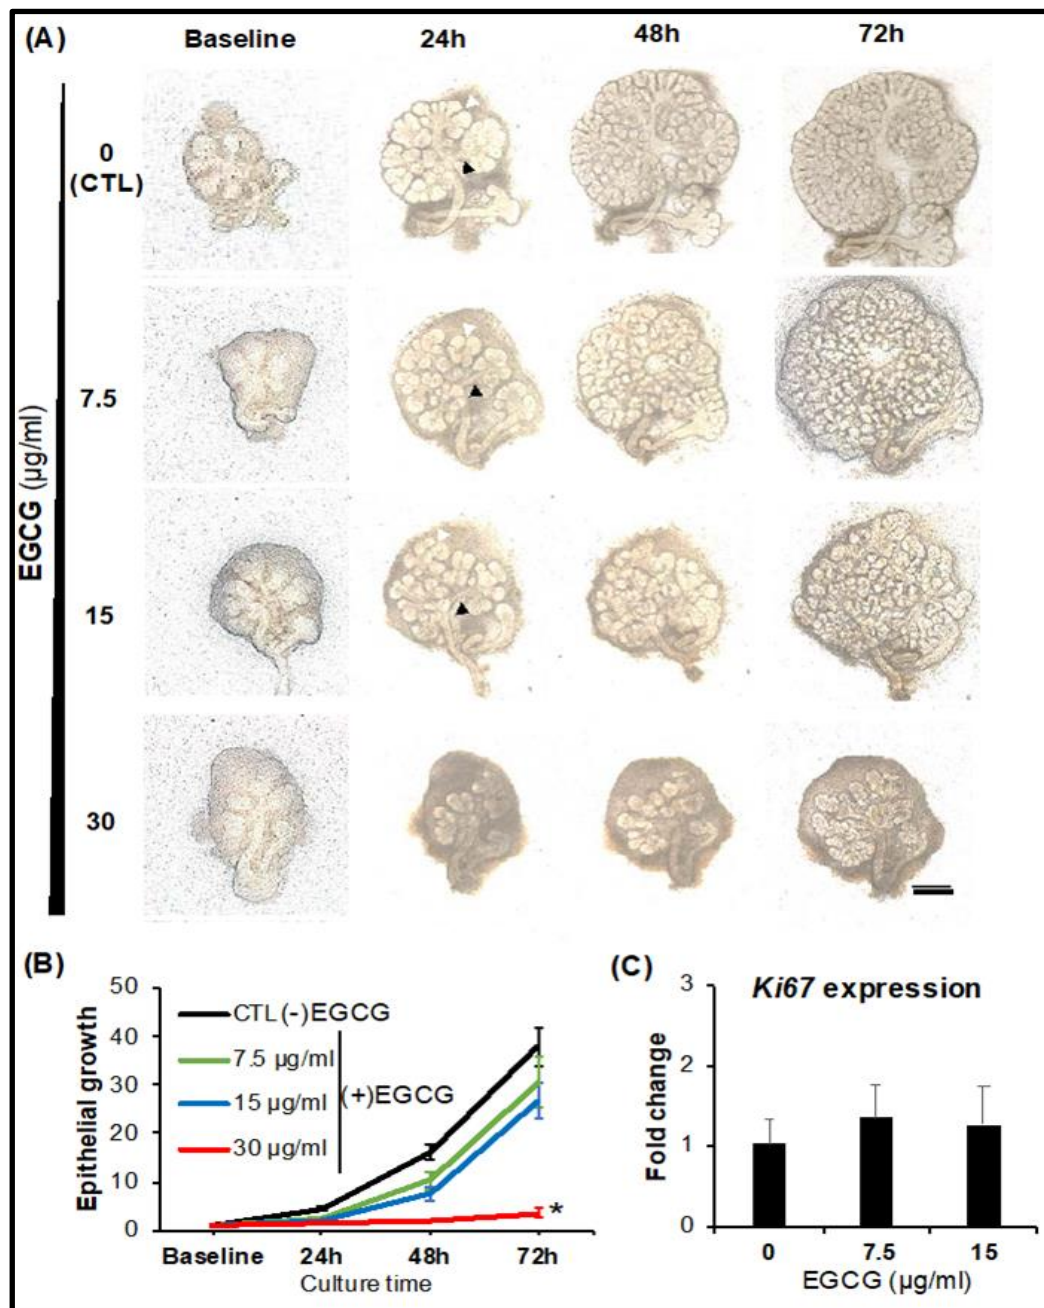 (A)
Baseline 24h 48h 72h
0
(CTL)
7.5
15
30
EGCG (µg/ml)
(B)
Epithelial growth
50
40
30
20
10
0
CTL (-)EGCG
7.5 µg/ml
15 µg/ml
30 µg/ml
(+)EGCG
*
Baseline 24h 48h 72h
Culture time
(C)
Ki67 expression
Fold change
3
2
1
0
0 7.5 15
EGCG (µg/ml)